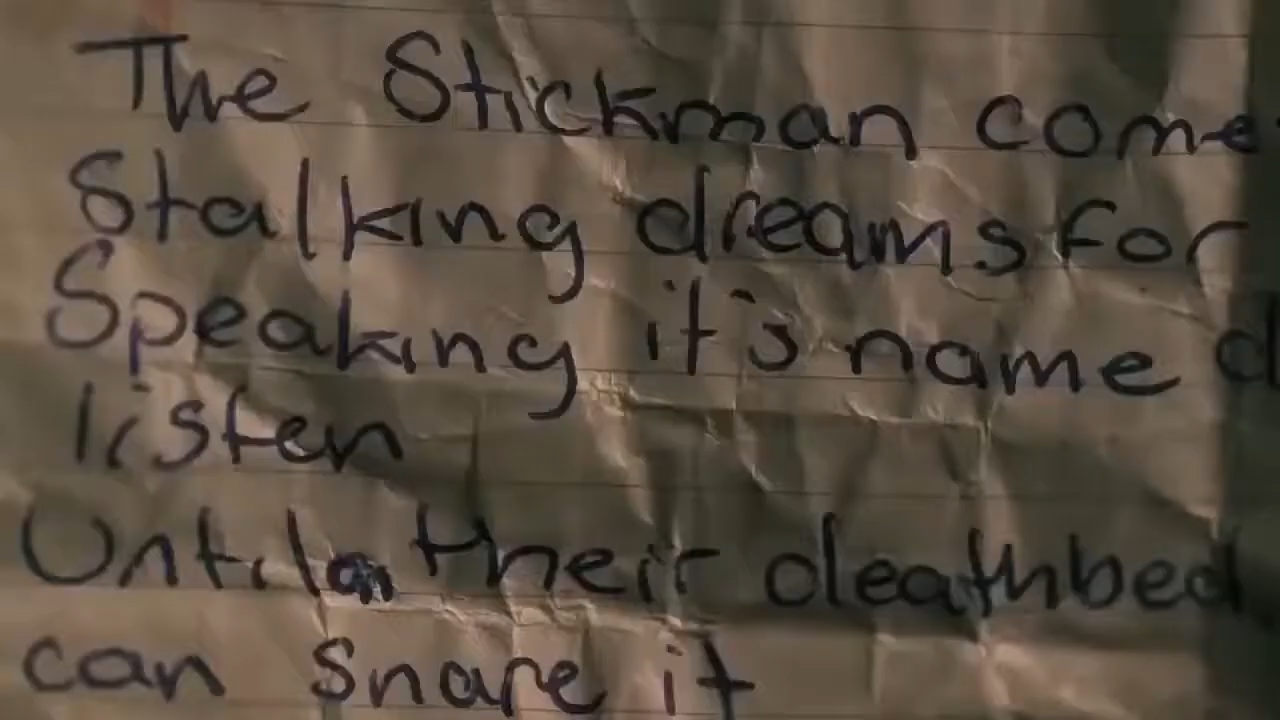 The Stickman come
Stalking dreams for
Speaking it's name
listen
Until their deathbed
can snare it